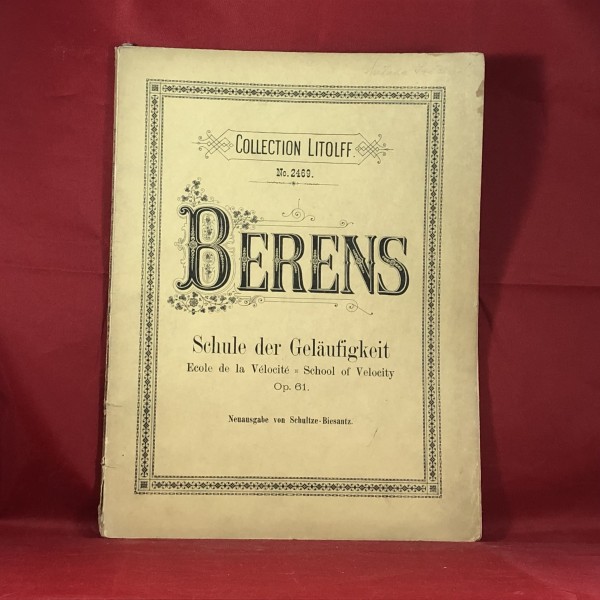 COLLECTION LITOLFF.
No. 2469.
BERENS
Schule der Geläufigkeit
Ecole de la Vélocité = School of Velocity
Op. 61.
Neuausgabe von Schultze-Biesantz.